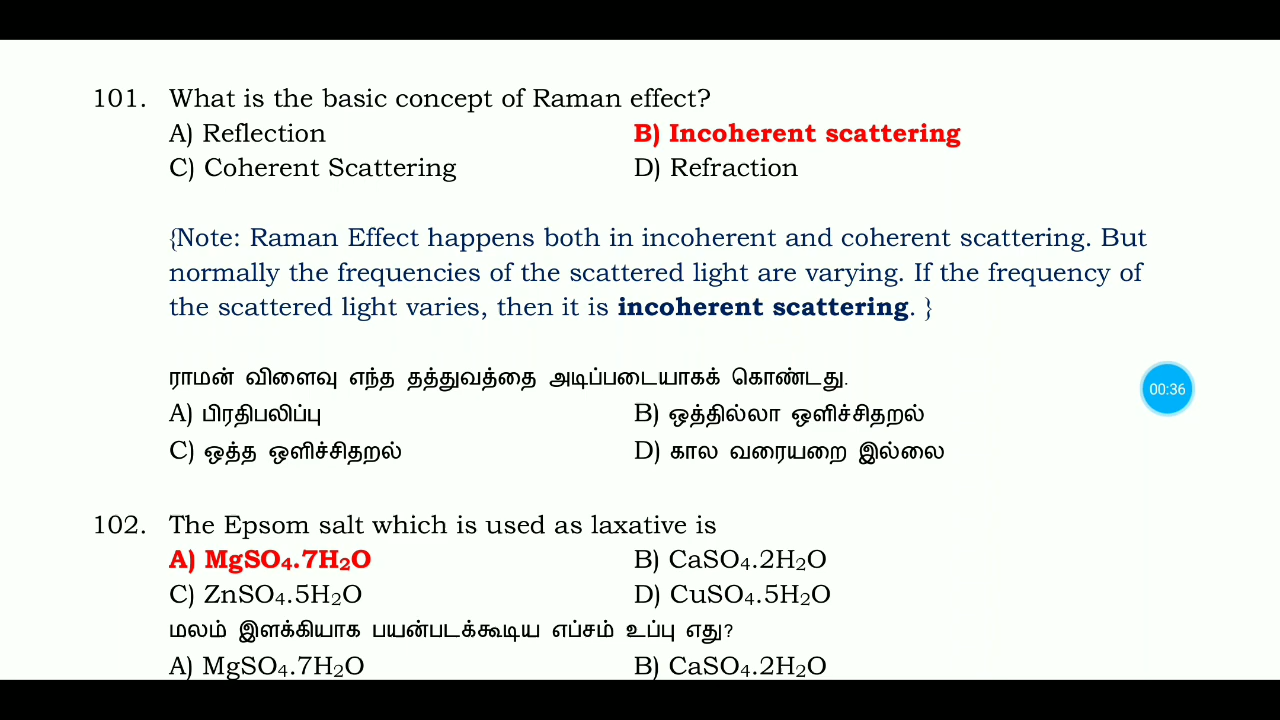 101. What is the basic concept of Raman effect?
A) Reflection B) Incoherent scattering
C) Coherent Scattering D) Refraction
{Note: Raman Effect happens both in incoherent and coherent scattering. But
normally the frequencies of the scattered light are varying. If the frequency of
the scattered light varies, then it is incoherent scattering. }
ராமன் விளைவு எந்த தத்துவத்தை அடிப்படையாகக் கொண்டது.
A) பிரதிபலிப்பு B) ஒத்தில்லா ஒளிச்சிதறல்
C) ஒத்த ஒளிச்சிதறல் D) கால வரையறை இல்லை
00:36
102. The Epsom salt which is used as laxative is
A) MgSO₄.7H₂O B) CaSO₄.2H₂O
C) ZnSO₄.5H₂O D) CuSO₄.5H₂O
மலம் இளக்கியாக பயன்படக்கூடிய எப்சம் உப்பு எது?
A) MgSO₄.7H₂O B) CaSO₄.2H₂O